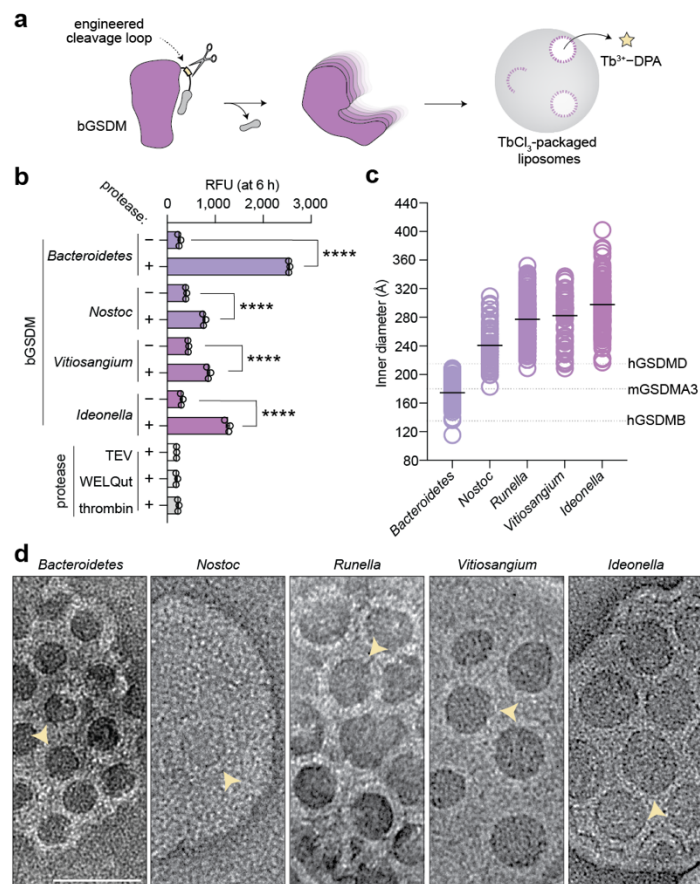 a
engineered
cleavage loop
bGSDM
Tb³⁺–DPA
TbCl₃-packaged
liposomes
b
protease:
RFU (at 6 h)
0 1,000 2,000 3,000
bGSDM
Bacteroidetes
−
+
****
Nostoc
−
+
****
Vitiosangium
−
+
****
Ideonella
−
+
****
protease
TEV +
WELQut +
thrombin +
c
Inner diameter (Å)
440
400
360
320
280
240
200
160
120
80
hGSDMD
mGSDMA3
hGSDMB
Bacteroidetes
Nostoc
Runella
Vitiosangium
Ideonella
d
Bacteroidetes Nostoc Runella Vitiosangium Ideonella